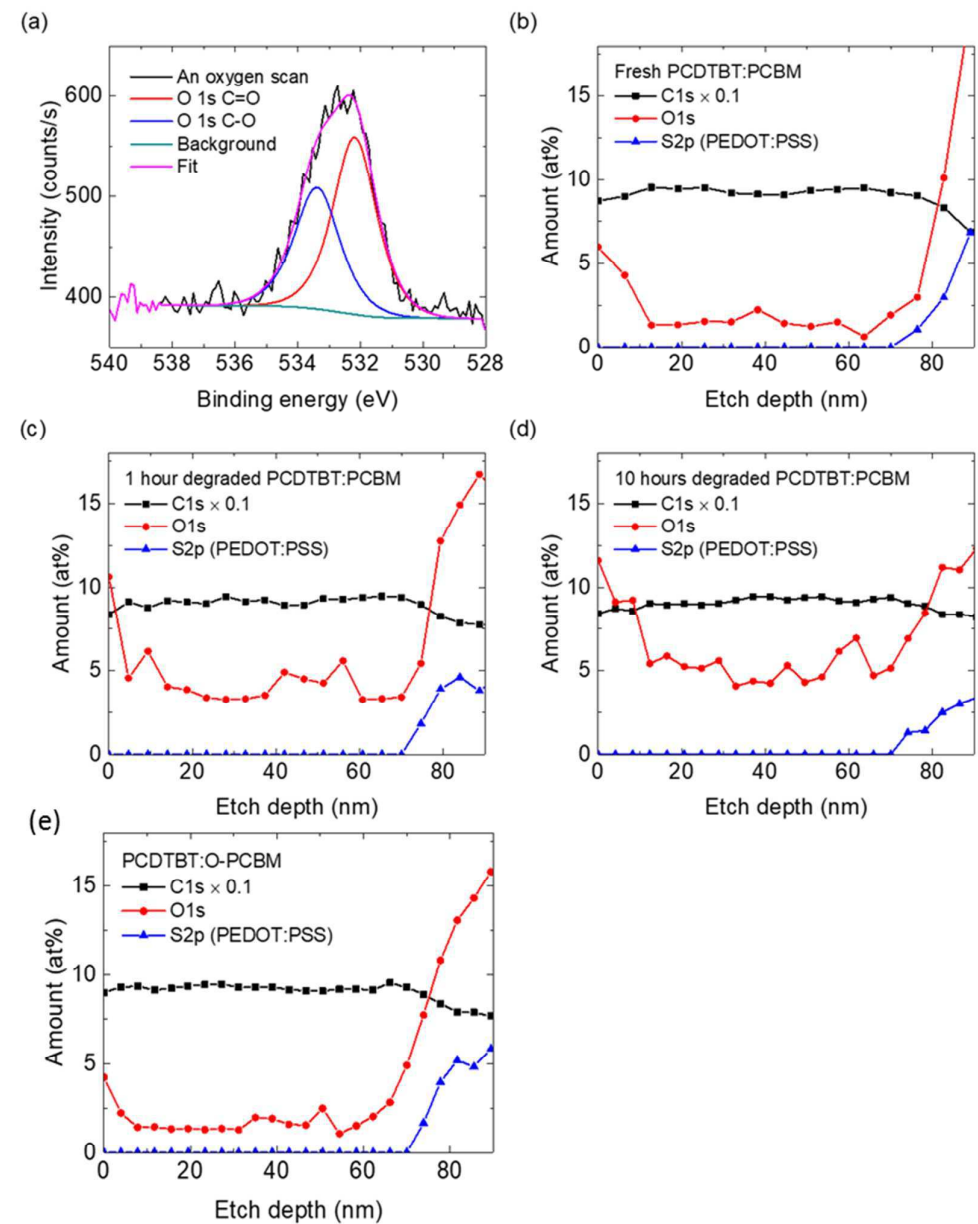 (a)
An oxygen scan
O 1s C=O
O 1s C-O
Background
Fit
600
500
400
Intensity (counts/s)
540 538 536 534 532 530 528
Binding energy (eV)
(b)
Fresh PCDTBT:PCBM
C1s × 0.1
O1s
S2p (PEDOT:PSS)
15
10
5
0
Amount (at%)
0 20 40 60 80
Etch depth (nm)
(c)
1 hour degraded PCDTBT:PCBM
C1s × 0.1
O1s
S2p (PEDOT:PSS)
15
10
5
0
Amount (at%)
0 20 40 60 80
Etch depth (nm)
(d)
10 hours degraded PCDTBT:PCBM
C1s × 0.1
O1s
S2p (PEDOT:PSS)
15
10
5
0
Amount (at%)
0 20 40 60 80
Etch depth (nm)
(e)
PCDTBT:O-PCBM
C1s × 0.1
O1s
S2p (PEDOT:PSS)
15
10
5
0
Amount (at%)
0 20 40 60 80
Etch depth (nm)